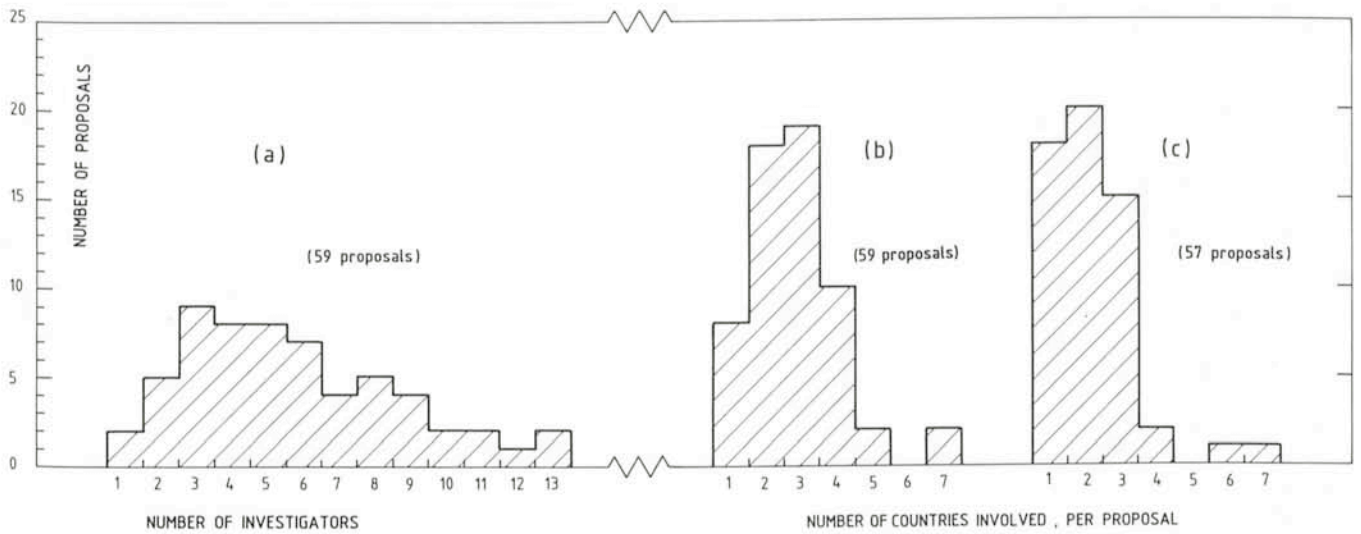 25
20
15
10
5
0
NUMBER OF PROPOSALS
(a)
(59 proposals)
1 2 3 4 5 6 7 8 9 10 11 12 13
NUMBER OF INVESTIGATORS
(b)
(59 proposals)
1 2 3 4 5 6 7
(c)
(57 proposals)
1 2 3 4 5 6 7
NUMBER OF COUNTRIES INVOLVED , PER PROPOSAL